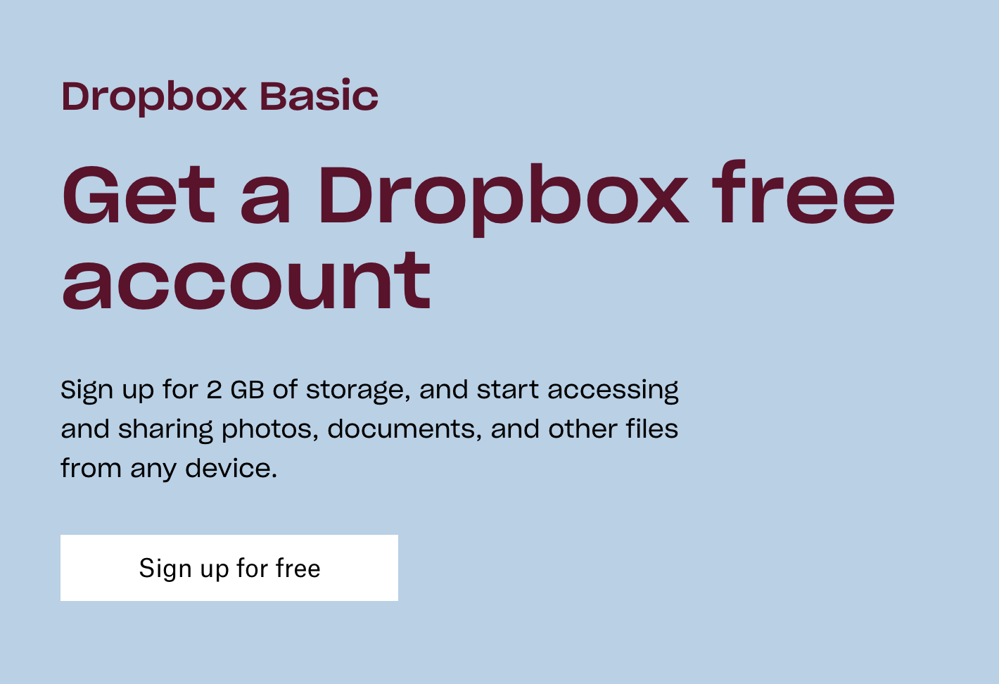 Dropbox Basic
Get a Dropbox free
account
Sign up for 2 GB of storage, and start accessing
and sharing photos, documents, and other files
from any device.
Sign up for free